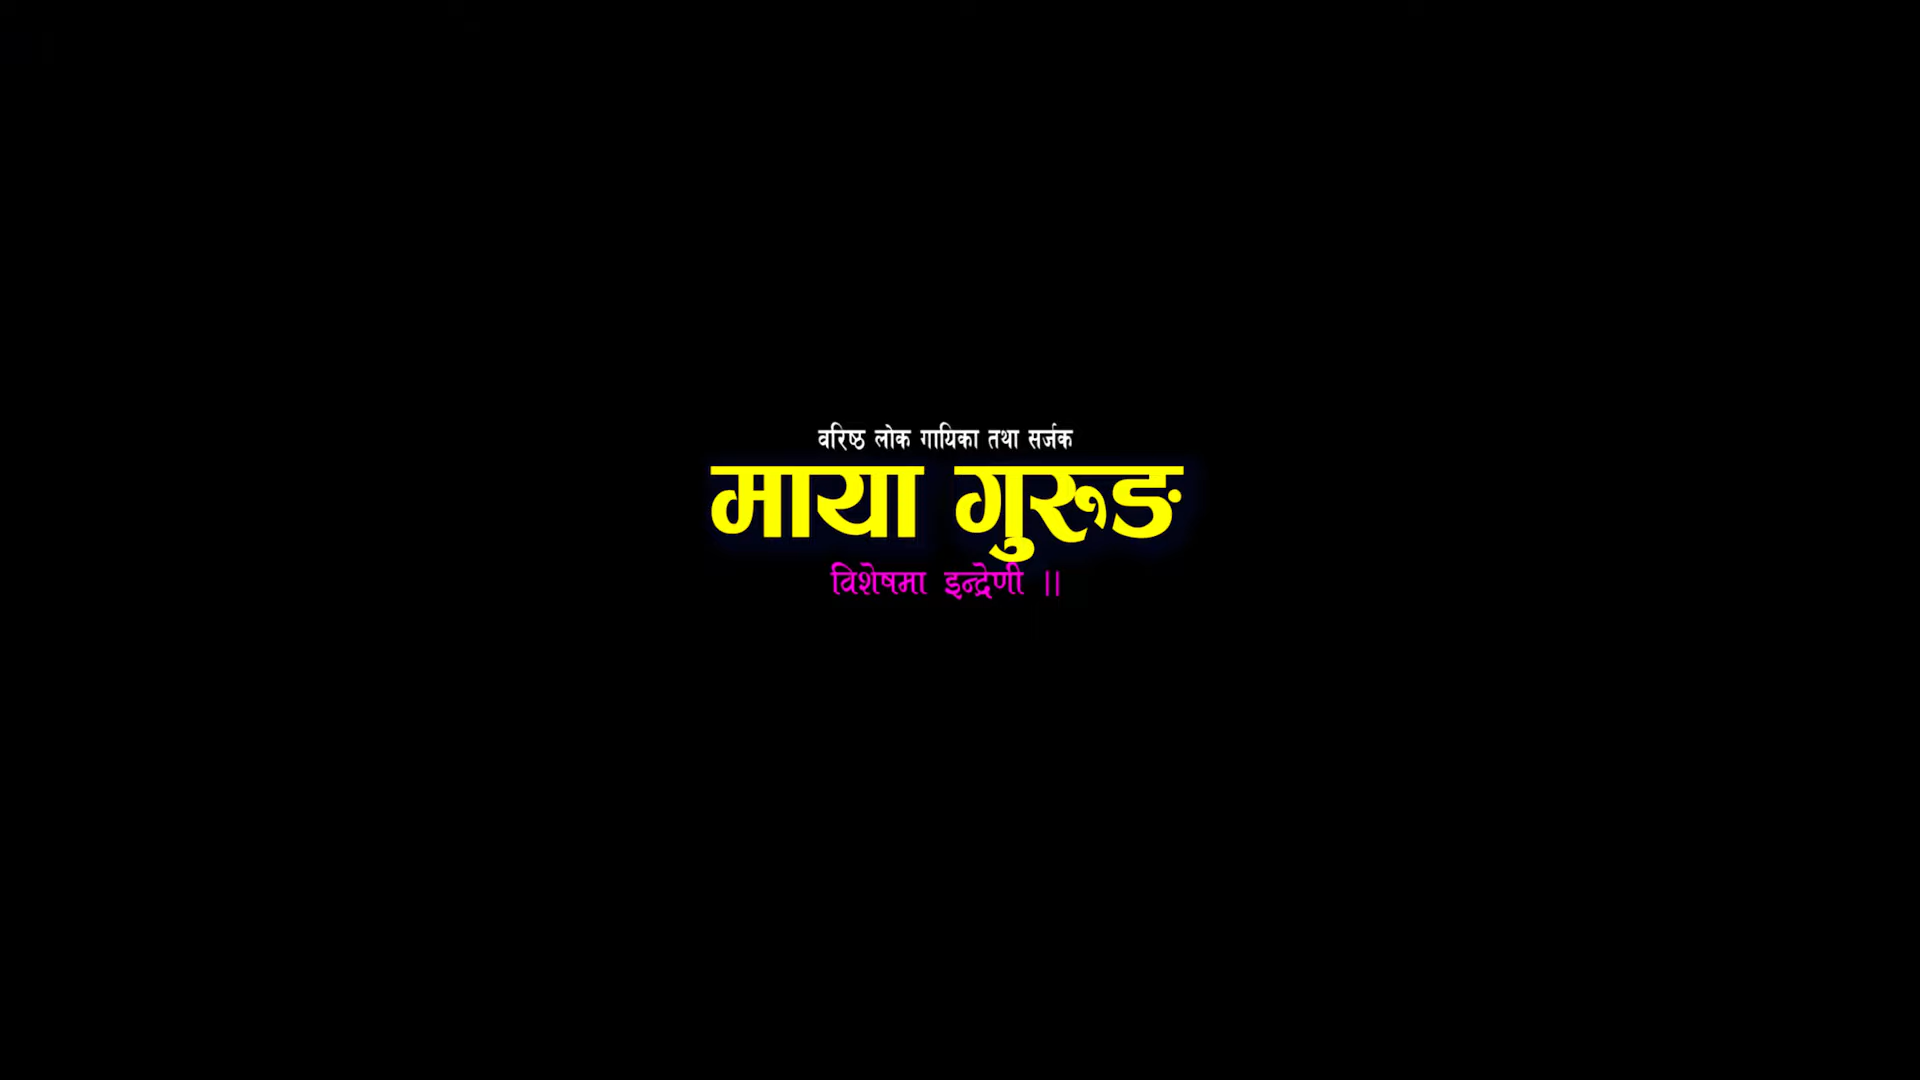 वरिष्ठ लोक गायिका तथा सर्जक
माया गुरुङ
विशेषमा इन्द्रेणी ।।